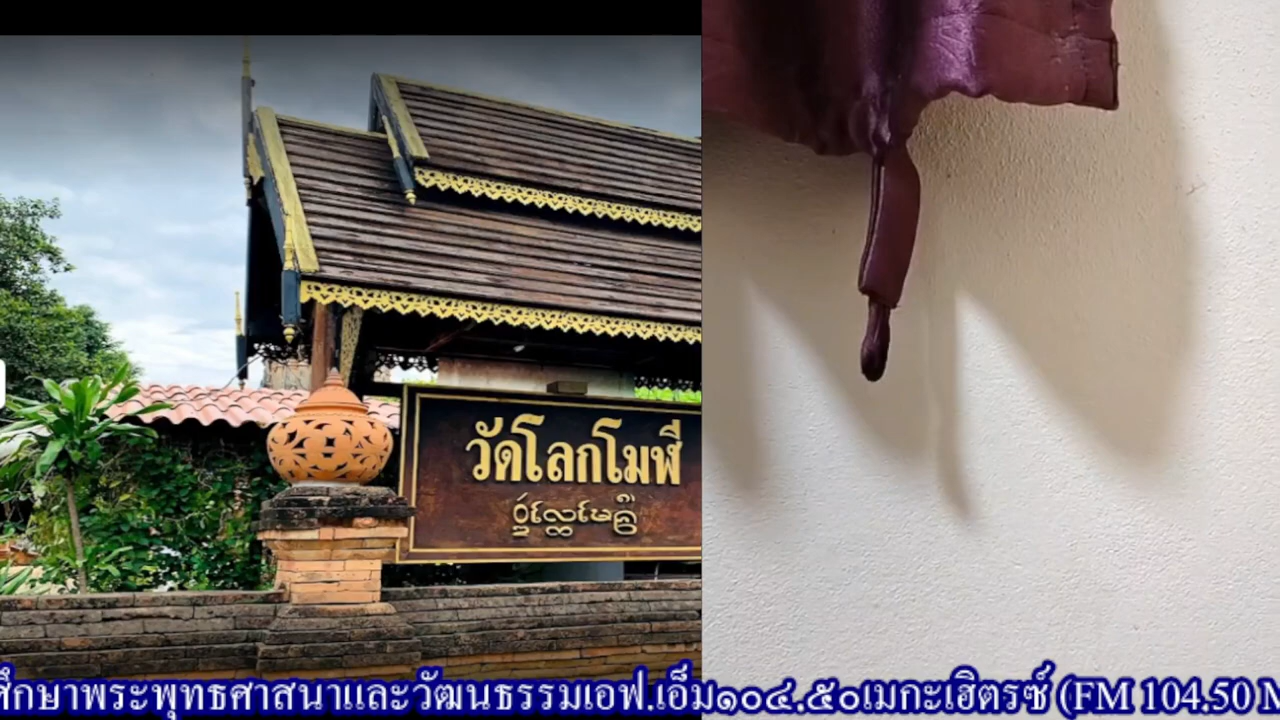 วัดโลกโมฬี
ศึกษาพระพุทธศาสนาและวัฒนธรรมเอฟ.เอ็ม๑๐๔.๕๐เมกะเฮิตรซ์ (FM 104.50 M